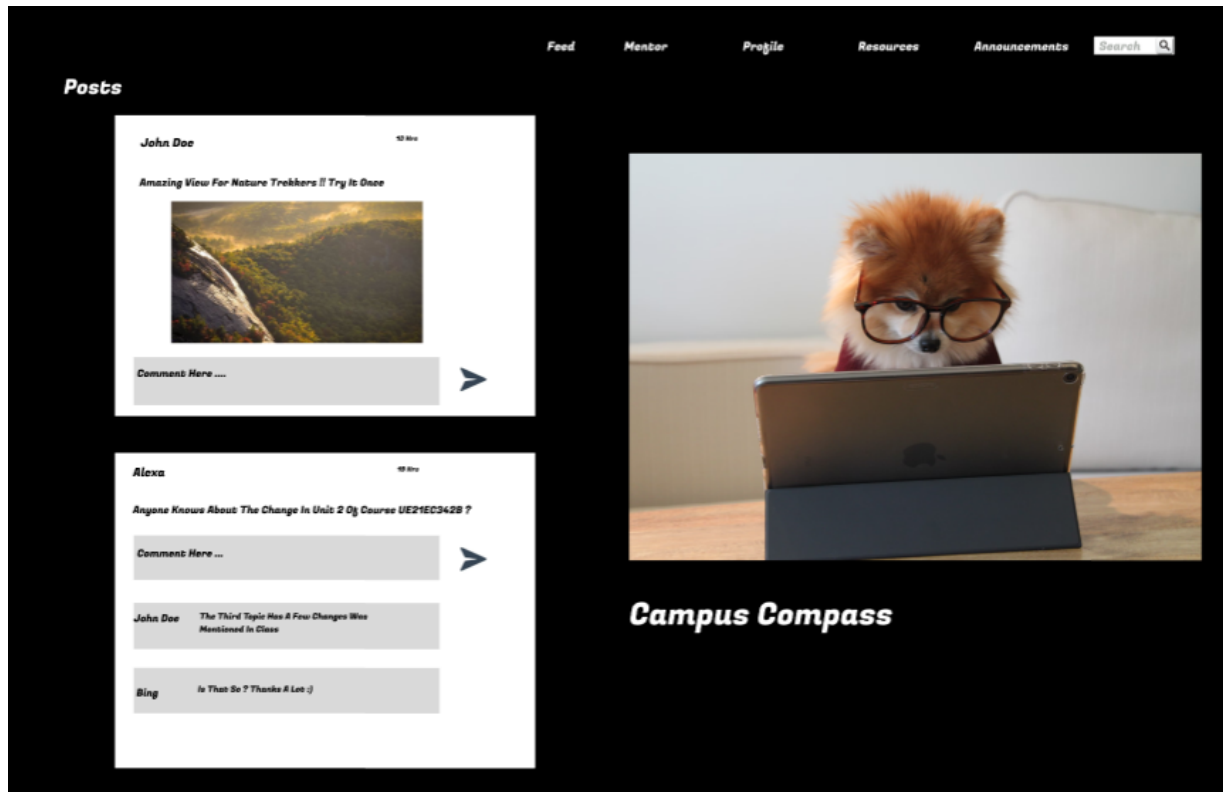 Feed Mentor Profile Resources Announcements Search
Posts
John Doe
Amazing View For Nature Trekkers !! Try It Once
Comment Here ....
Alexa
Anyone Knows About The Change In Unit 2 Of Course UE21EC342B ?
Comment Here ...
John Doe The Third Topic Has A Few Changes Was
Mentioned In Class
Bing Is That So ? Thanks A Lot :)
Campus Compass